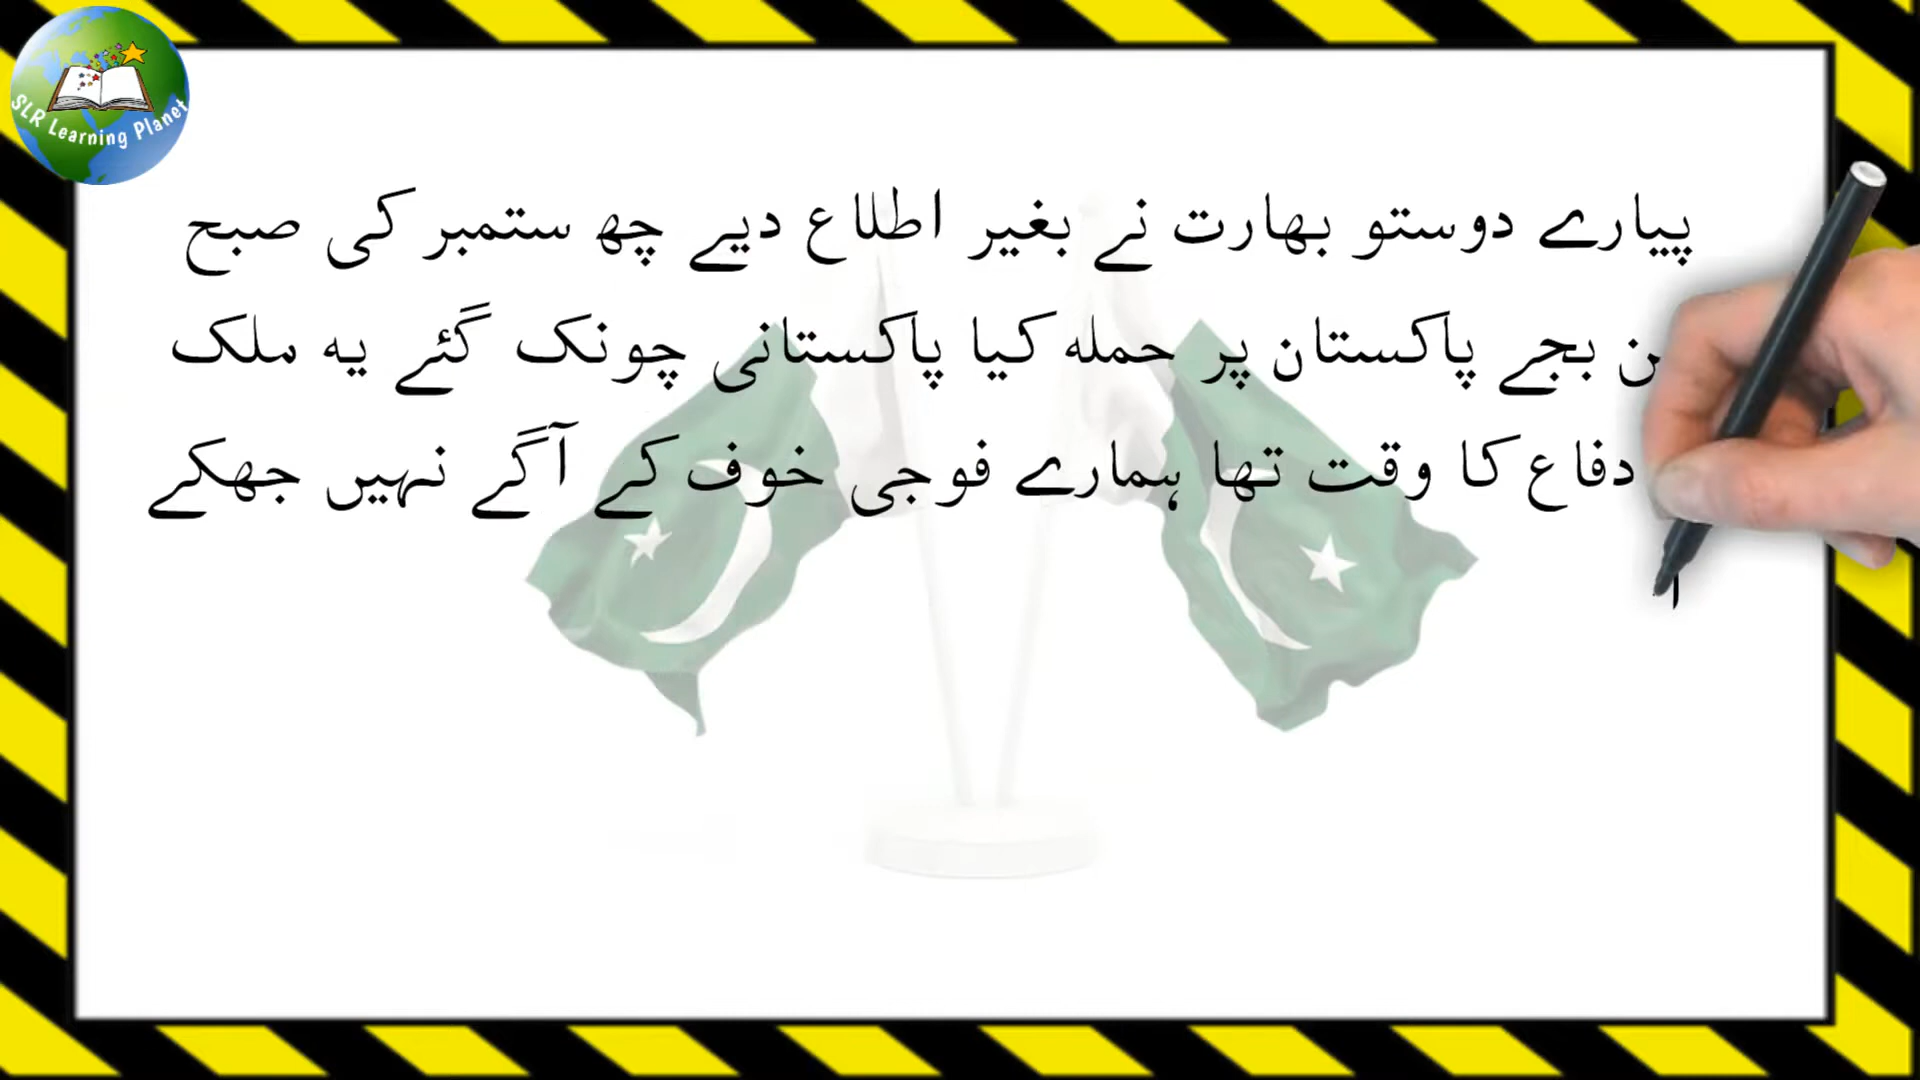 SLR Learning Planet
پیارے دوستو بھارت نے بغیر اطلاع دیے چھ ستمبر کی صبح
بجے پاکستان پر حملہ کیا پاکستانی چونک گئے یہ ملک
دفاع کا وقت تھا ہمارے فوجی خوف کے آگے نہیں جھکے